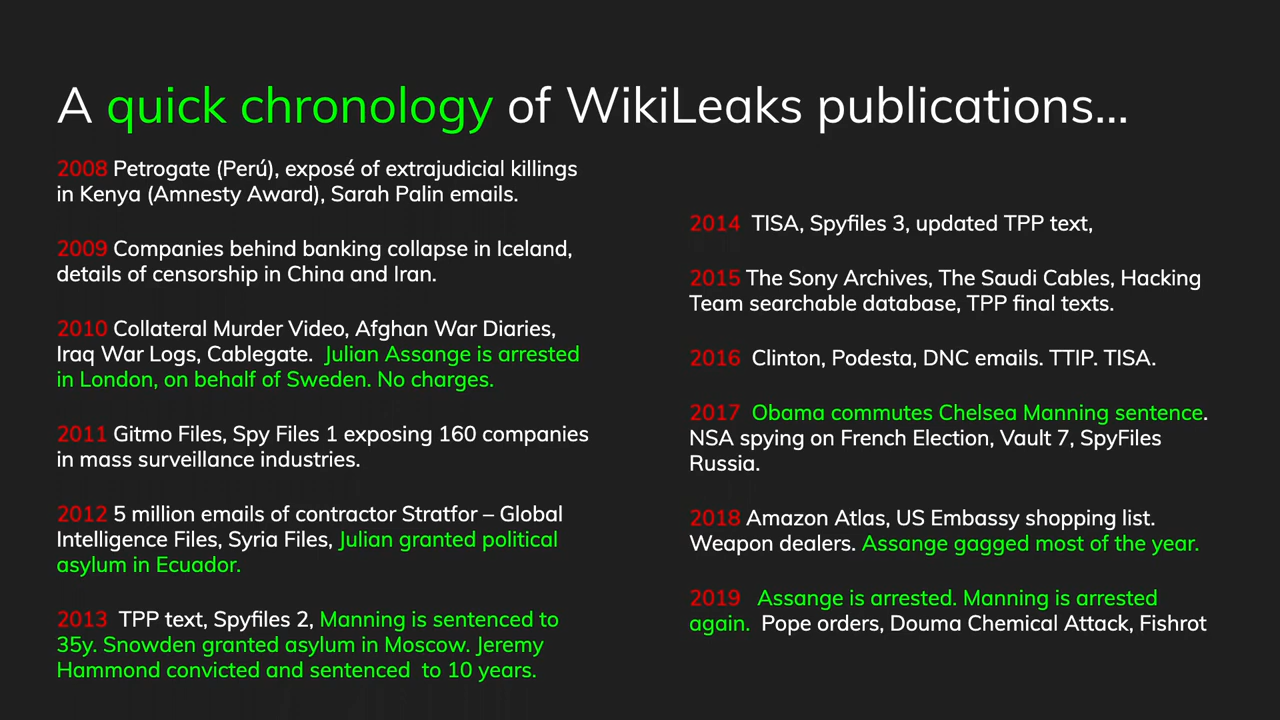 A quick chronology of WikiLeaks publications...
2008 Petrogate (Perú), exposé of extrajudicial killings
in Kenya (Amnesty Award), Sarah Palin emails.
2009 Companies behind banking collapse in Iceland,
details of censorship in China and Iran.
2010 Collateral Murder Video, Afghan War Diaries,
Iraq War Logs, Cablegate. Julian Assange is arrested
in London, on behalf of Sweden. No charges.
2011 Gitmo Files, Spy Files 1 exposing 160 companies
in mass surveillance industries.
2012 5 million emails of contractor Stratfor – Global
Intelligence Files, Syria Files, Julian granted political
asylum in Ecuador.
2013 TPP text, Spyfiles 2, Manning is sentenced to
35y. Snowden granted asylum in Moscow. Jeremy
Hammond convicted and sentenced to 10 years.
2014 TISA, Spyfiles 3, updated TPP text,
2015 The Sony Archives, The Saudi Cables, Hacking
Team searchable database, TPP final texts.
2016 Clinton, Podesta, DNC emails. TTIP. TISA.
2017 Obama commutes Chelsea Manning sentence.
NSA spying on French Election, Vault 7, SpyFiles
Russia.
2018 Amazon Atlas, US Embassy shopping list.
Weapon dealers. Assange gagged most of the year.
2019 Assange is arrested. Manning is arrested
again. Pope orders, Douma Chemical Attack, Fishrot